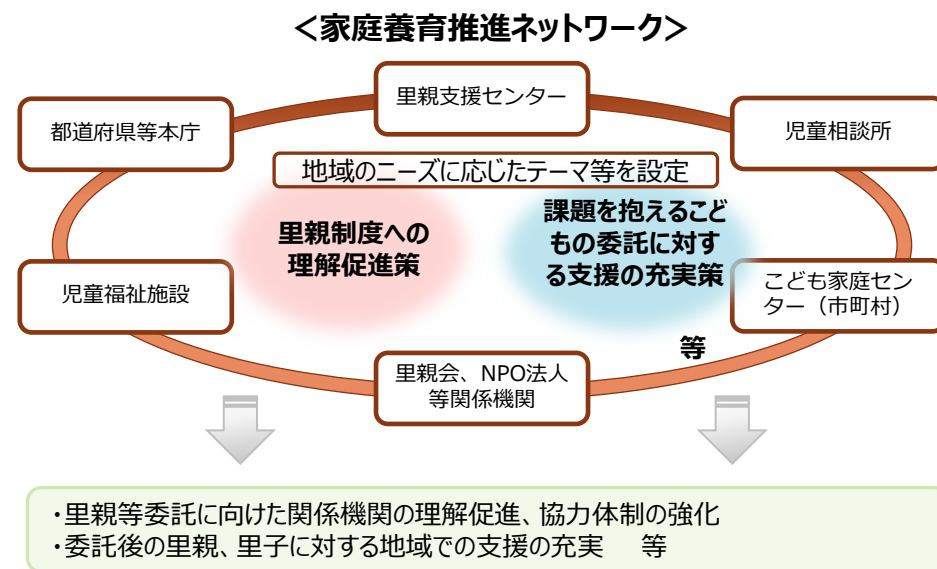 ＜家庭養育推進ネットワーク＞
里親支援センター
都道府県等本庁
児童相談所
地域のニーズに応じたテーマ等を設定
里親制度への
理解促進策
課題を抱えるこど
もの委託に対す
る支援の充実策
児童福祉施設
こども家庭セン
ター（市町村）
等
里親会、NPO法人
等関係機関
・里親等委託に向けた関係機関の理解促進、協力体制の強化
・委託後の里親、里子に対する地域での支援の充実　等